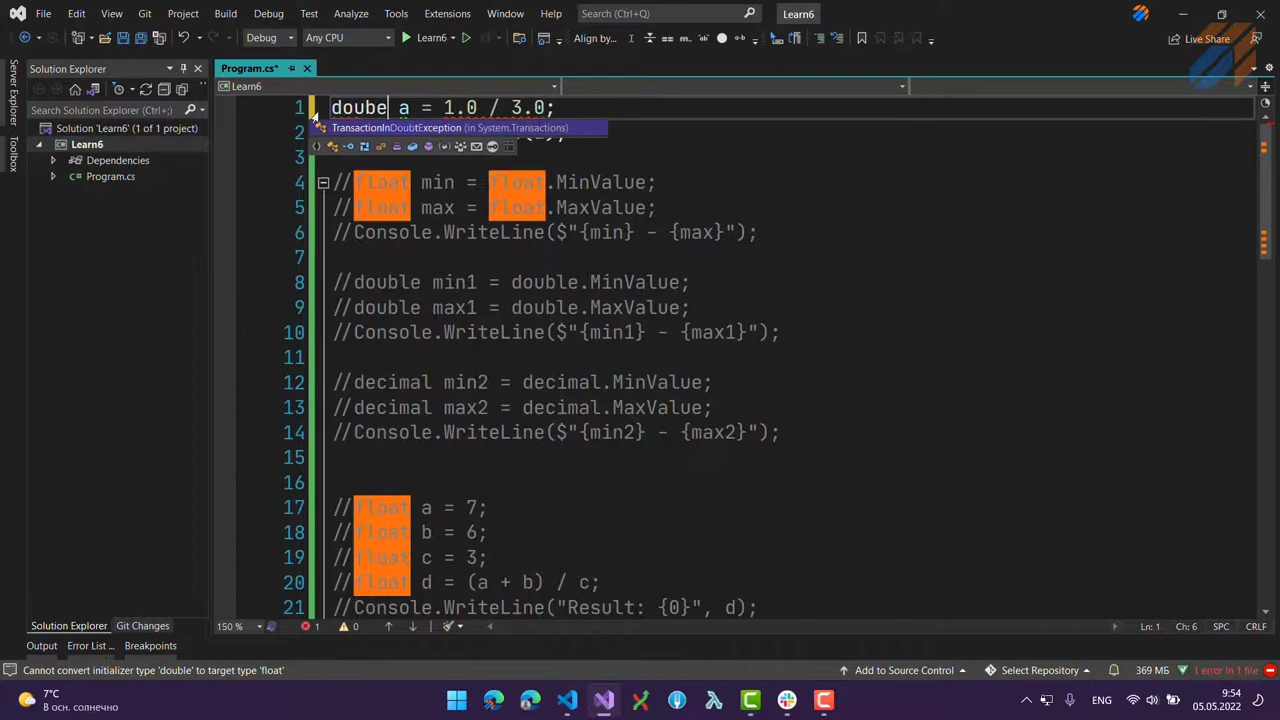 File Edit View Git Project Build Debug Test Analyze Tools Extensions Window Help Search (Ctrl+Q) Learn6
Debug Any CPU Learn6 Align by... Live Share
Server Explorer
Toolbox
Solution Explorer
Search Solution Explorer (Ctrl+;)
Solution 'Learn6' (1 of 1 project)
Learn6
Dependencies
Program.cs
Program.cs*
Learn6
1 doube a = 1.0 / 3.0;
TransactionInDoubtException (in System.Transactions)
2
3
4 //float min = float.MinValue;
5 //float max = float.MaxValue;
6 //Console.WriteLine($"{min} - {max}");
7
8 //double min1 = double.MinValue;
9 //double max1 = double.MaxValue;
10 //Console.WriteLine($"{min1} - {max1}");
11
12 //decimal min2 = decimal.MinValue;
13 //decimal max2 = decimal.MaxValue;
14 //Console.WriteLine($"{min2} - {max2}");
15
16
17 //float a = 7;
18 //float b = 6;
19 //float c = 3;
20 //float d = (a + b) / c;
21 //Console.WriteLine("Result: {0}", d);
Solution Explorer Git Changes
150 % 1 0 Ln: 1 Ch: 6 SPC CRLF
Output Error List ... Breakpoints
Cannot convert initializer type 'double' to target type 'float' Add to Source Control Select Repository 369 МБ 1 error in 1 file
7°C
В осн. солнечно
ENG
9:54
05.05.2022